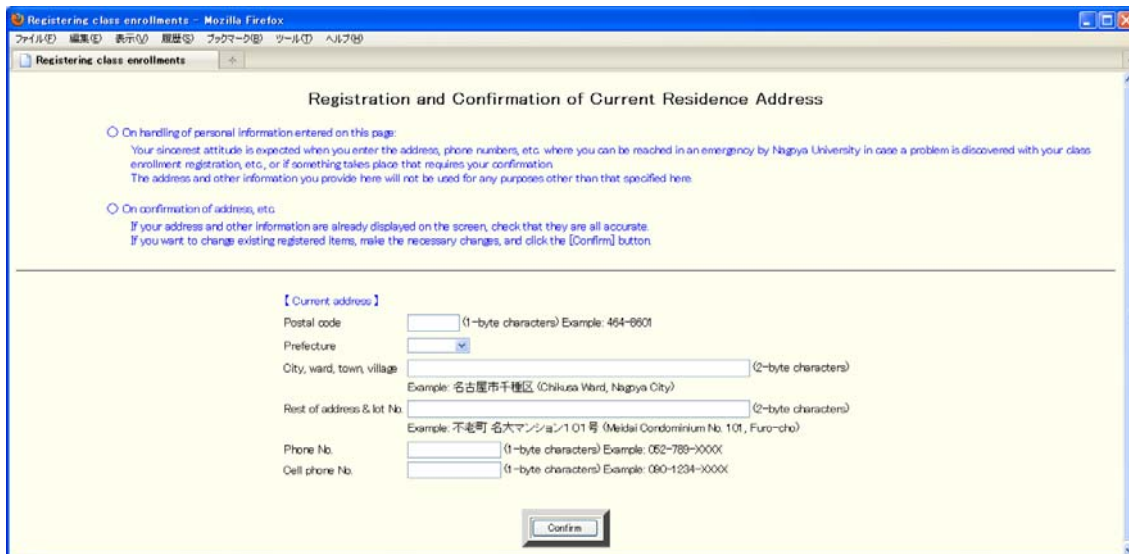 Registering class enrollments - Mozilla Firefox
ファイル(F) 編集(E) 表示(V) 履歴(S) ブックマーク(B) ツール(T) ヘルプ(H)
Registering class enrollments
Registration and Confirmation of Current Residence Address
On handling of personal information entered on this page:
Your sincerest attitude is expected when you enter the address, phone numbers, etc. where you can be reached in an emergency by Nagoya University in case a problem is discovered with your class
enrollment registration, etc., or if something takes place that requires your confirmation.
The address and other information you provide here will not be used for any purposes other than that specified here.
On confirmation of address, etc.
If your address and other information are already displayed on the screen, check that they are all accurate.
If you want to change existing registered items, make the necessary changes, and click the [Confirm] button.
【Current address】
Postal code (1-byte characters) Example: 464-8601
Prefecture
City, ward, town, village (2-byte characters)
Example: 名古屋市千種区 (Chikusa Ward, Nagoya City)
Rest of address & lot No. (2-byte characters)
Example: 不老町 名大マンション101号 (Meidai Condominium No. 101, Furo-cho)
Phone No. (1-byte characters) Example: 052-789-XXXX
Cell phone No. (1-byte characters) Example: 090-1234-XXXX
Confirm